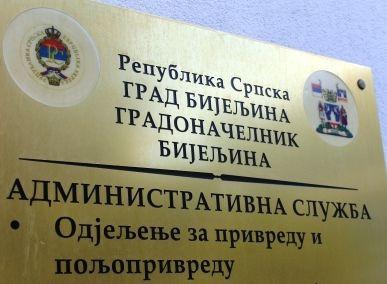 Република Српска
ГРАД БИЈЕЉИНА
ГРАДОНАЧЕЛНИК
БИЈЕЉИНА
АДМИНИСТРАТИВНА СЛУЖБА
• Одјељење за привреду и
пољопривреду